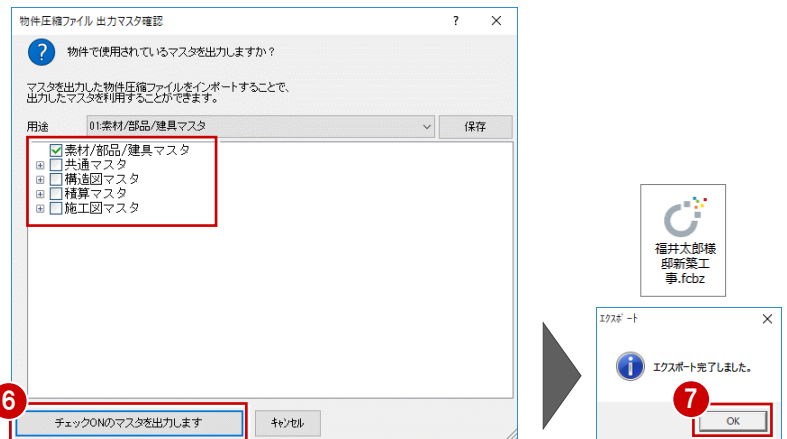 物件圧縮ファイル 出力マスタ確認
?
物件で使用されているマスタを出力しますか?
マスタを出力した物件圧縮ファイルをインポートすることで、
出力したマスタを利用することができます。
用途
01:素材/部品/建具マスタ
保存
素材/部品/建具マスタ
共通マスタ
構造図マスタ
積算マスタ
施工図マスタ
6
チェックONのマスタを出力します
キャンセル
福井太郎様
邸新築工
事.fcbz
エクスポート
エクスポート完了しました。
7
OK